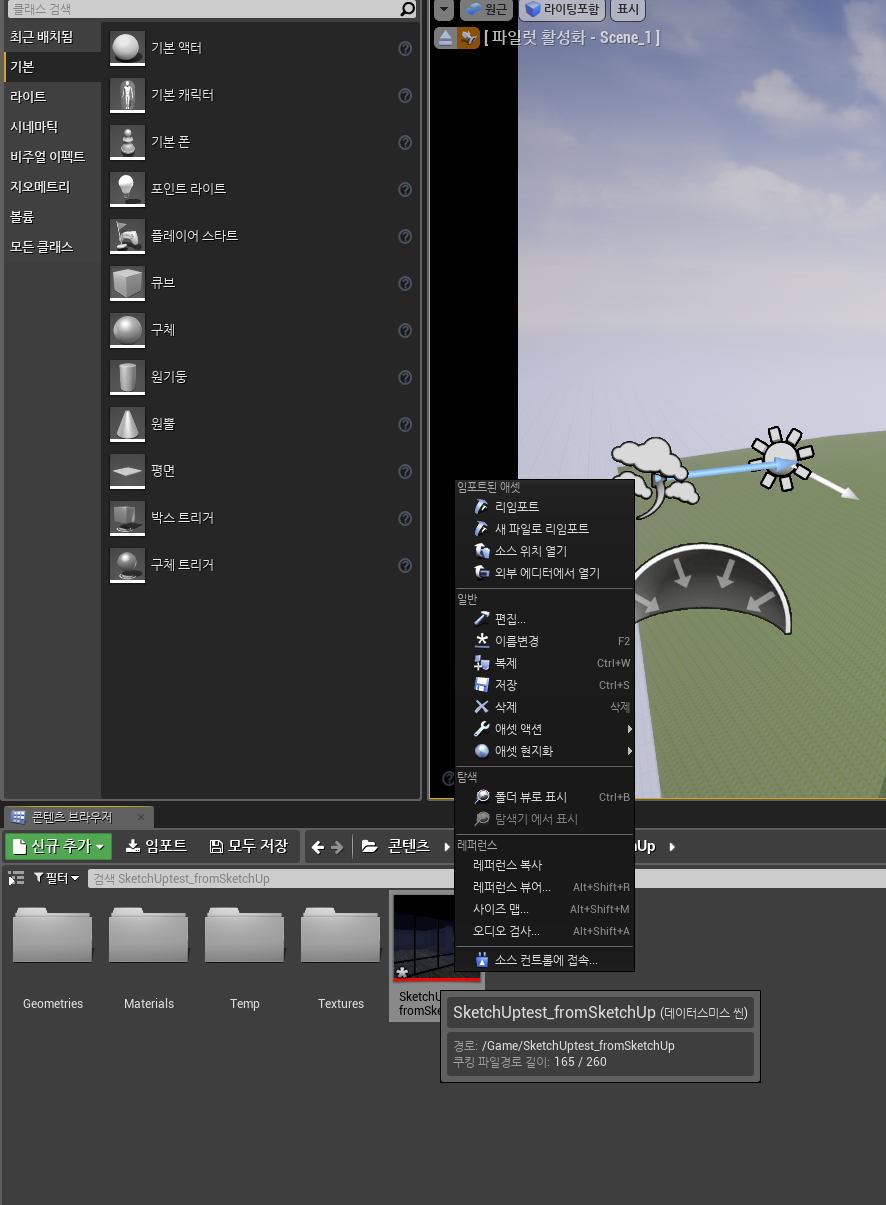 클래스 검색
최근 배치됨
기본
라이트
시네마틱
비주얼 이펙트
지오메트리
볼륨
모든 클래스
기본 액터
기본 캐릭터
기본 폰
포인트 라이트
플레이어 스타트
큐브
구체
원기둥
원뿔
평면
박스 트리거
구체 트리거
원근
라이팅포함
표시
[ 파일럿 활성화 - Scene_1 ]
임포트된 애셋
리임포트
새 파일로 리임포트
소스 위치 열기
외부 에디터에서 열기
일반
편집...
이름변경 F2
복제 Ctrl+W
저장 Ctrl+S
삭제 삭제
애셋 액션
애셋 현지화
탐색
폴더 뷰로 표시 Ctrl+B
탐색기 에서 표시
레퍼런스
레퍼런스 복사
레퍼런스 뷰어... Alt+Shift+R
사이즈 맵... Alt+Shift+M
오디오 검사... Alt+Shift+A
소스 컨트롤에 접속...
콘텐츠 브라우저
신규 추가
임포트
모두 저장
콘텐츠
Up
필터
검색 SketchUptest_fromSketchUp
Geometries
Materials
Temp
Textures
SketchU
fromSke
SketchUptest_fromSketchUp (데이터스미스 씬)
경로: /Game/SketchUptest_fromSketchUp
쿠킹 파일경로 길이: 165 / 260